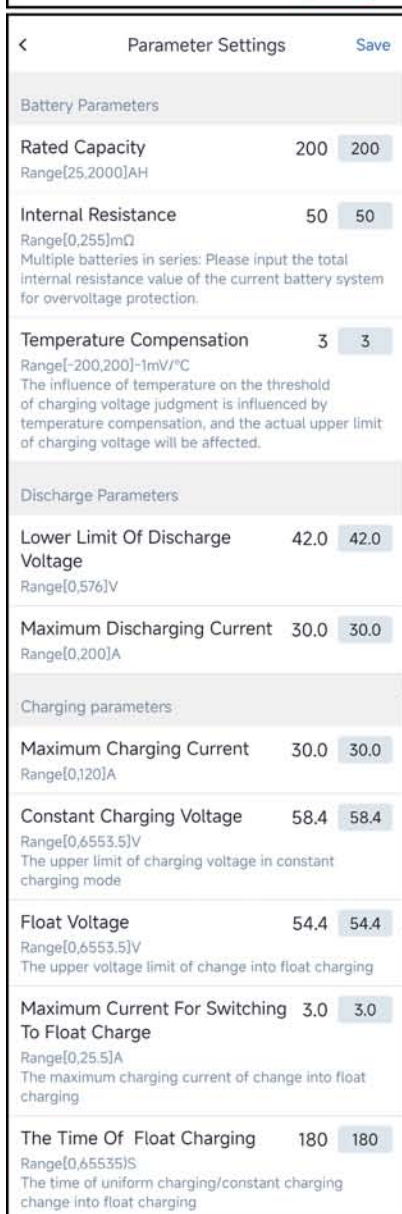 < Parameter Settings Save
Battery Parameters
Rated Capacity 200 200
Range[25,2000]AH
Internal Resistance 50 50
Range[0,255]mΩ
Multiple batteries in series: Please input the total
internal resistance value of the current battery system
for overvoltage protection.
Temperature Compensation 3 3
Range[-200,200]-1mV/°C
The influence of temperature on the threshold
of charging voltage judgment is influenced by
temperature compensation, and the actual upper limit
of charging voltage will be affected.
Discharge Parameters
Lower Limit Of Discharge 42.0 42.0
Voltage
Range[0,576]V
Maximum Discharging Current 30.0 30.0
Range[0,200]A
Charging parameters
Maximum Charging Current 30.0 30.0
Range[0,120]A
Constant Charging Voltage 58.4 58.4
Range[0,6553.5]V
The upper limit of charging voltage in constant
charging mode
Float Voltage 54.4 54.4
Range[0,6553.5]V
The upper voltage limit of change into float charging
Maximum Current For Switching 3.0 3.0
To Float Charge
Range[0,25.5]A
The maximum charging current of change into float
charging
The Time Of Float Charging 180 180
Range[0,65535)S
The time of uniform charging/constant charging
change into float charging